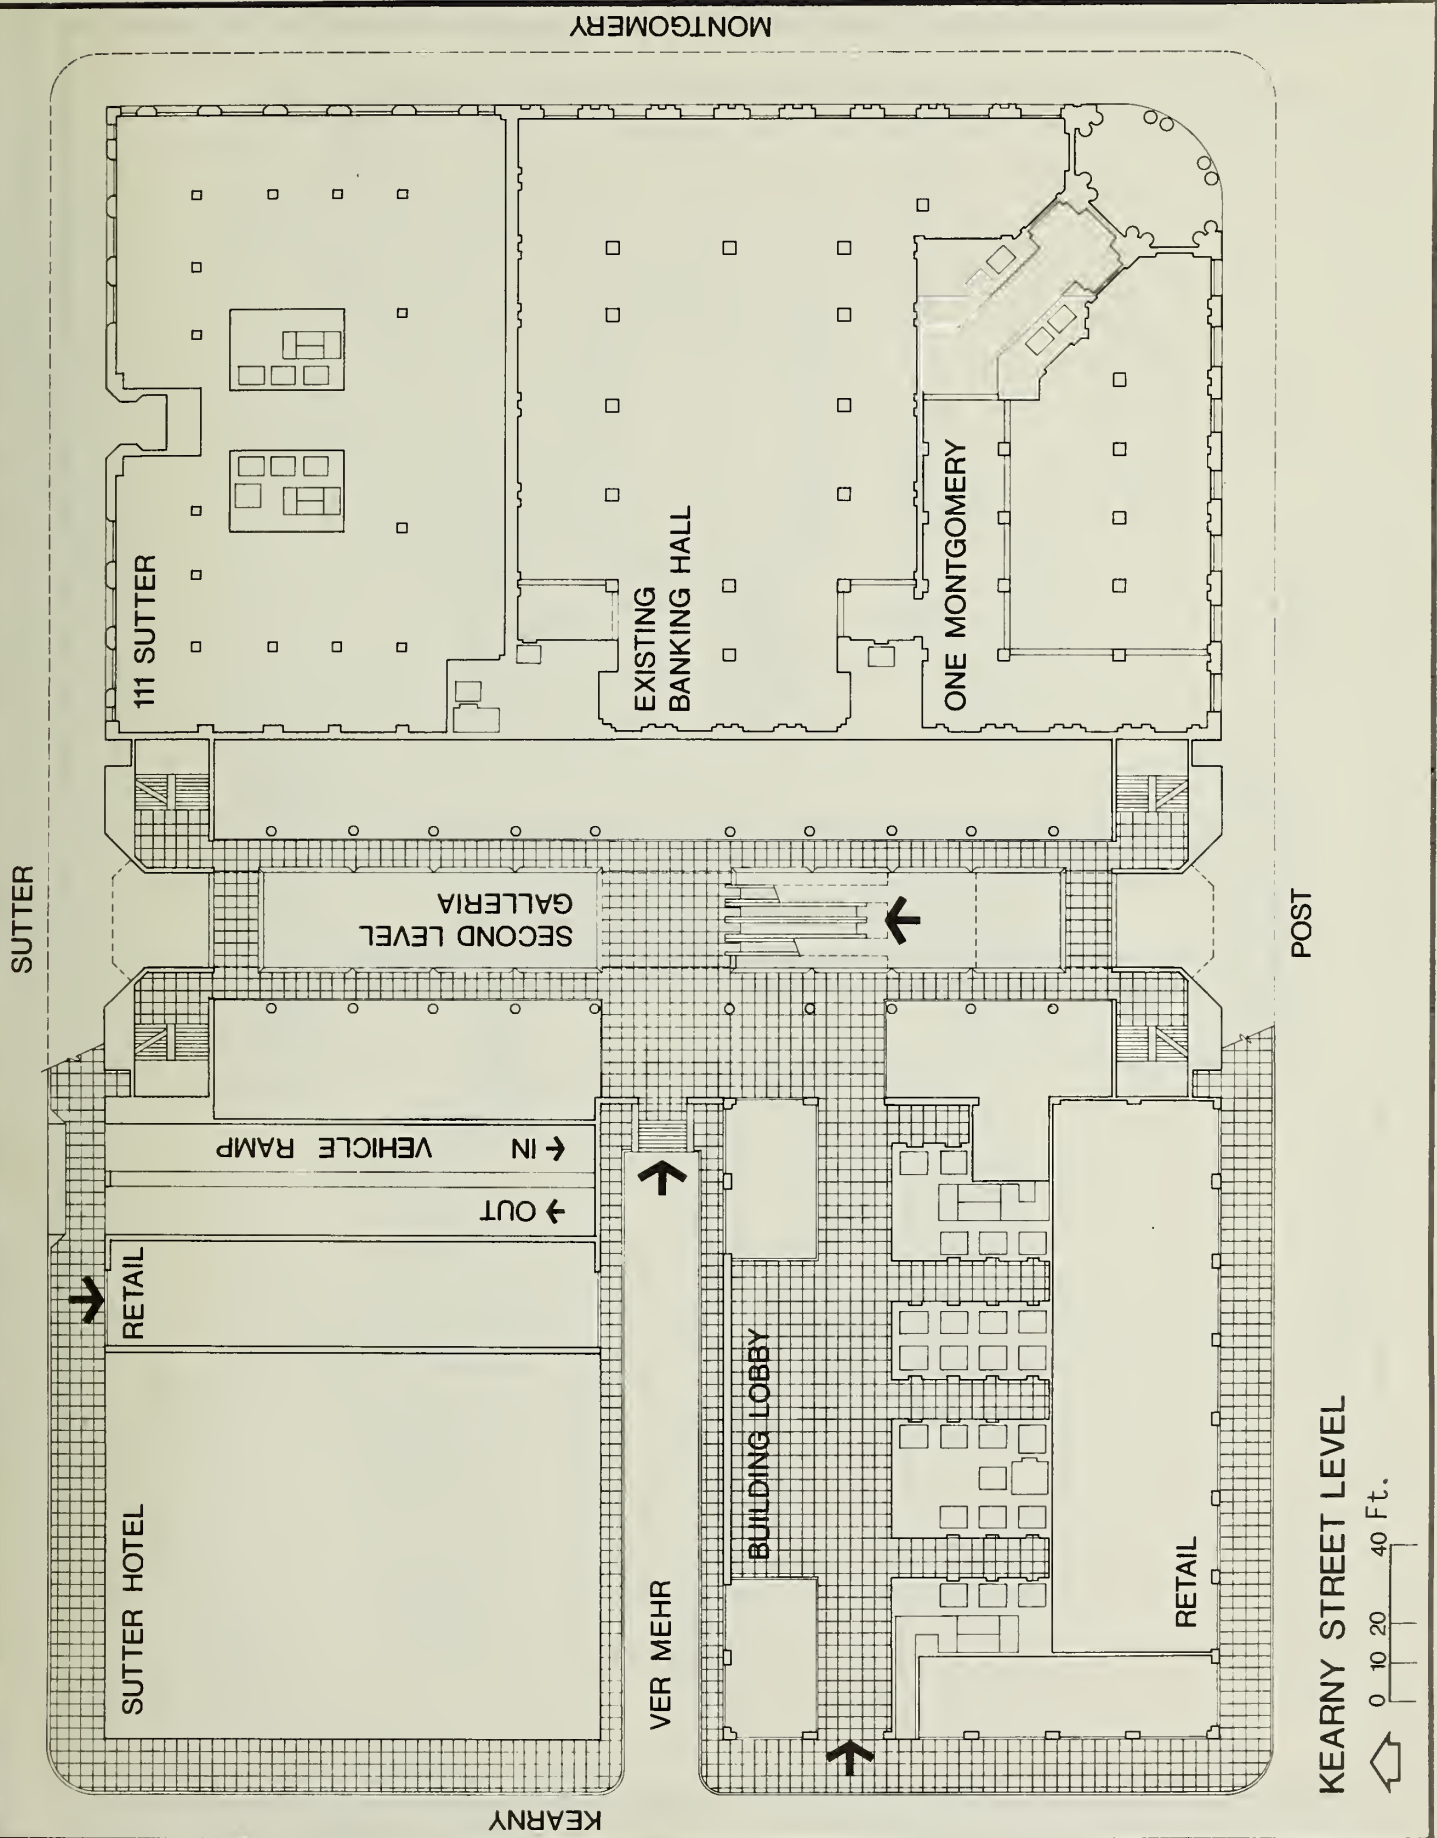 MONTGOMERY
SUTTER
111 SUTTER
EXISTING
BANKING HALL
ONE MONTGOMERY
SECOND LEVEL
GALLERIA
POST
IN VEHICLE RAMP
OUT
RETAIL
SUTTER HOTEL
VER MEHR
BUILDING LOBBY
RETAIL
KEARNY
KEARNY STREET LEVEL
0 10 20 40 Ft.